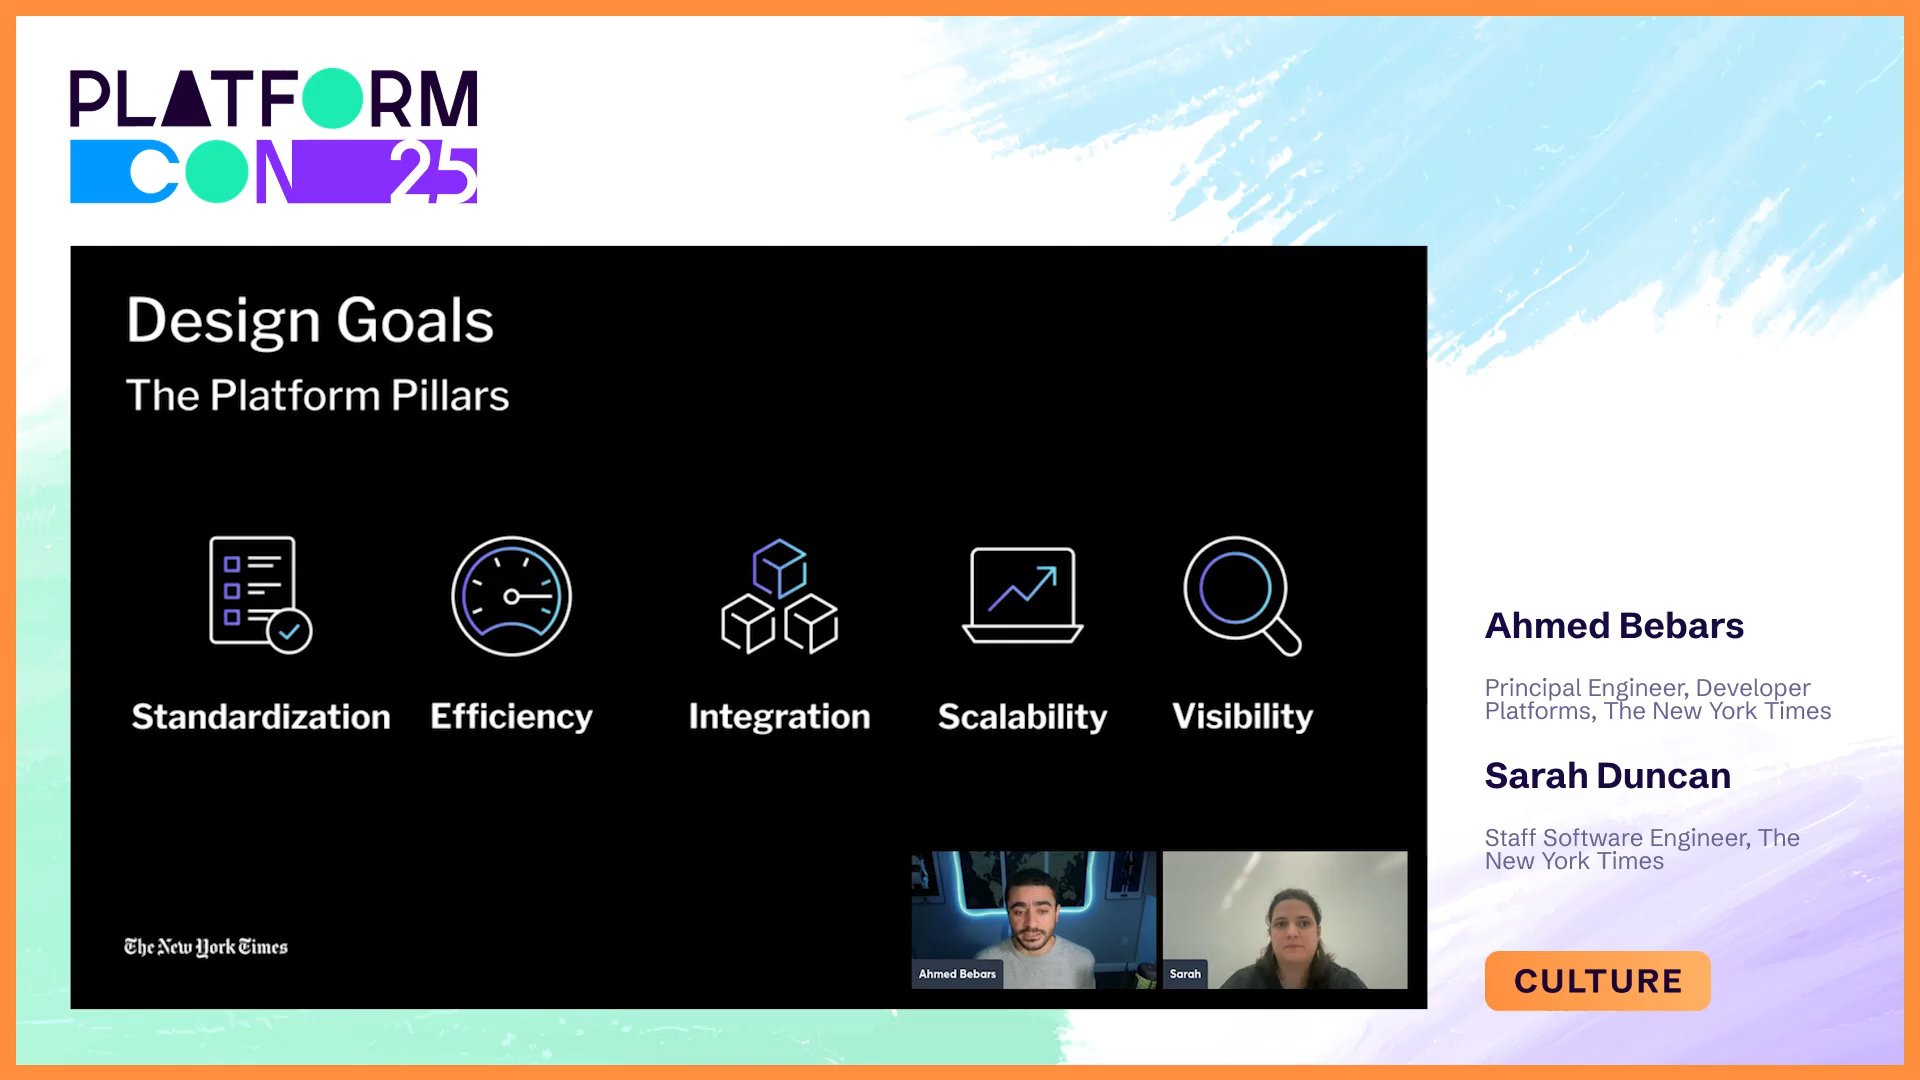 PLATFORM
CON 25
Design Goals
The Platform Pillars
Standardization Efficiency Integration Scalability Visibility
The New York Times
Ahmed Bebars
Sarah
Ahmed Bebars
Principal Engineer, Developer
Platforms, The New York Times
Sarah Duncan
Staff Software Engineer, The
New York Times
CULTURE